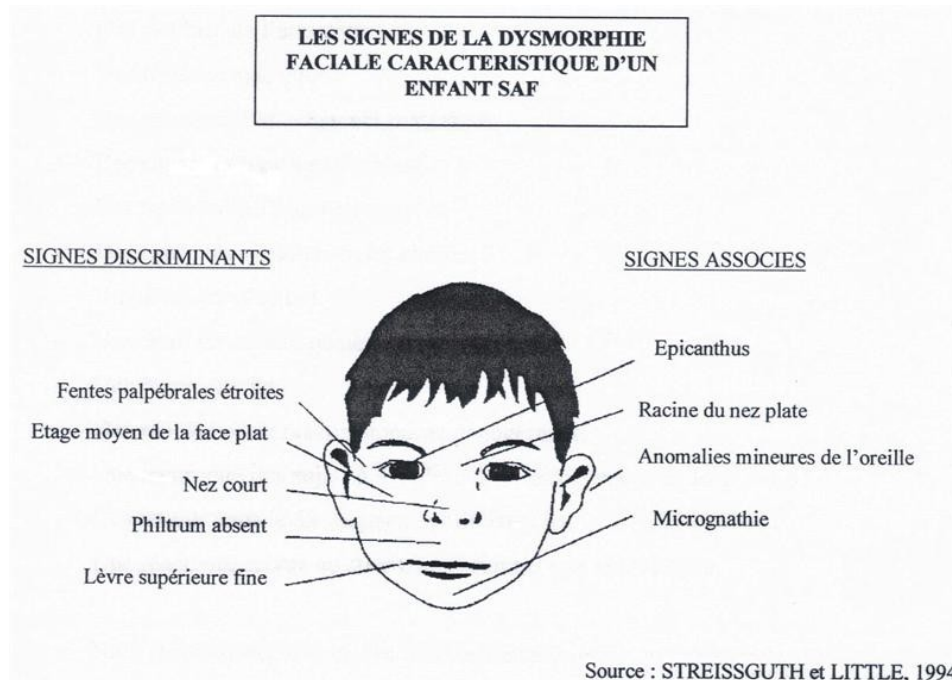 LES SIGNES DE LA DYSMORPHIE
FACIALE CARACTERISTIQUE D'UN
ENFANT SAF
SIGNES DISCRIMINANTS
Fentes palpébrales étroites
Etage moyen de la face plat
Nez court
Philtrum absent
Lèvre supérieure fine
SIGNES ASSOCIES
Epicanthus
Racine du nez plate
Anomalies mineures de l'oreille
Micrognathie
Source : STREISSGUTH et LITTLE, 1994